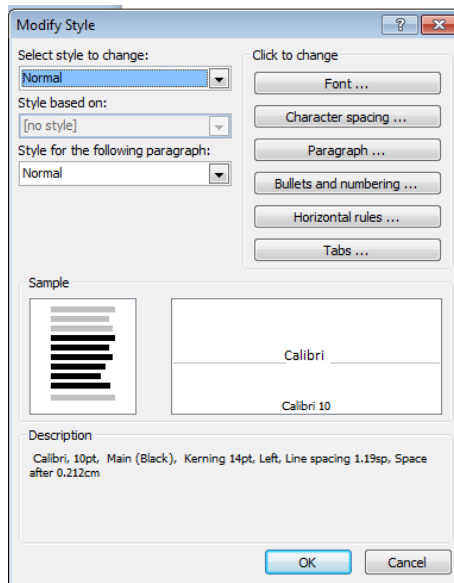 Modify Style
Select style to change:
Normal
Style based on:
[no style]
Style for the following paragraph:
Normal
Click to change
Font ...
Character spacing ...
Paragraph ...
Bullets and numbering ...
Horizontal rules ...
Tabs ...
Sample
Calibri
Calibri 10
Description
Calibri, 10pt, Main (Black), Kerning 14pt, Left, Line spacing 1.19sp, Space
after 0.212cm
OK
Cancel